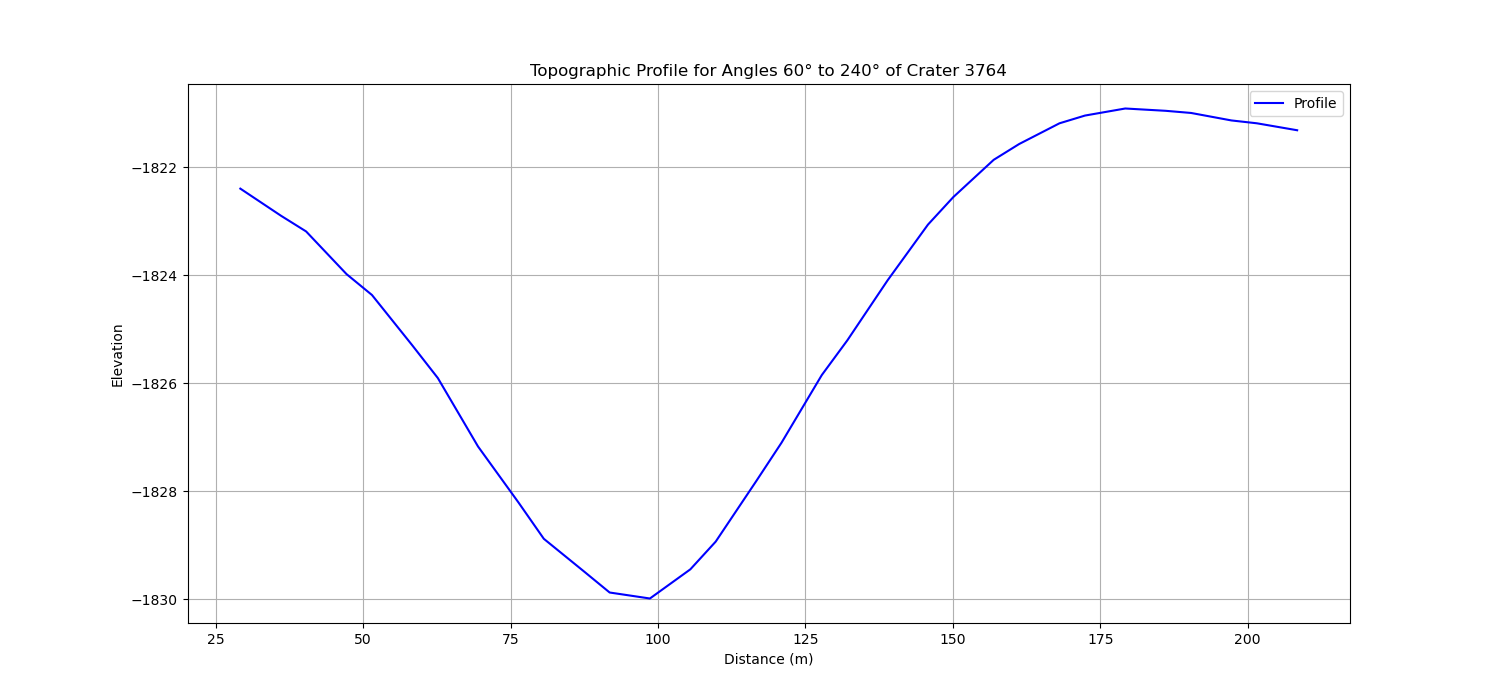 Topographic Profile for Angles 60° to 240° of Crater 3764
Profile
−1822
−1824
−1826
−1828
−1830
Elevation
25 50 75 100 125 150 175 200
Distance (m)